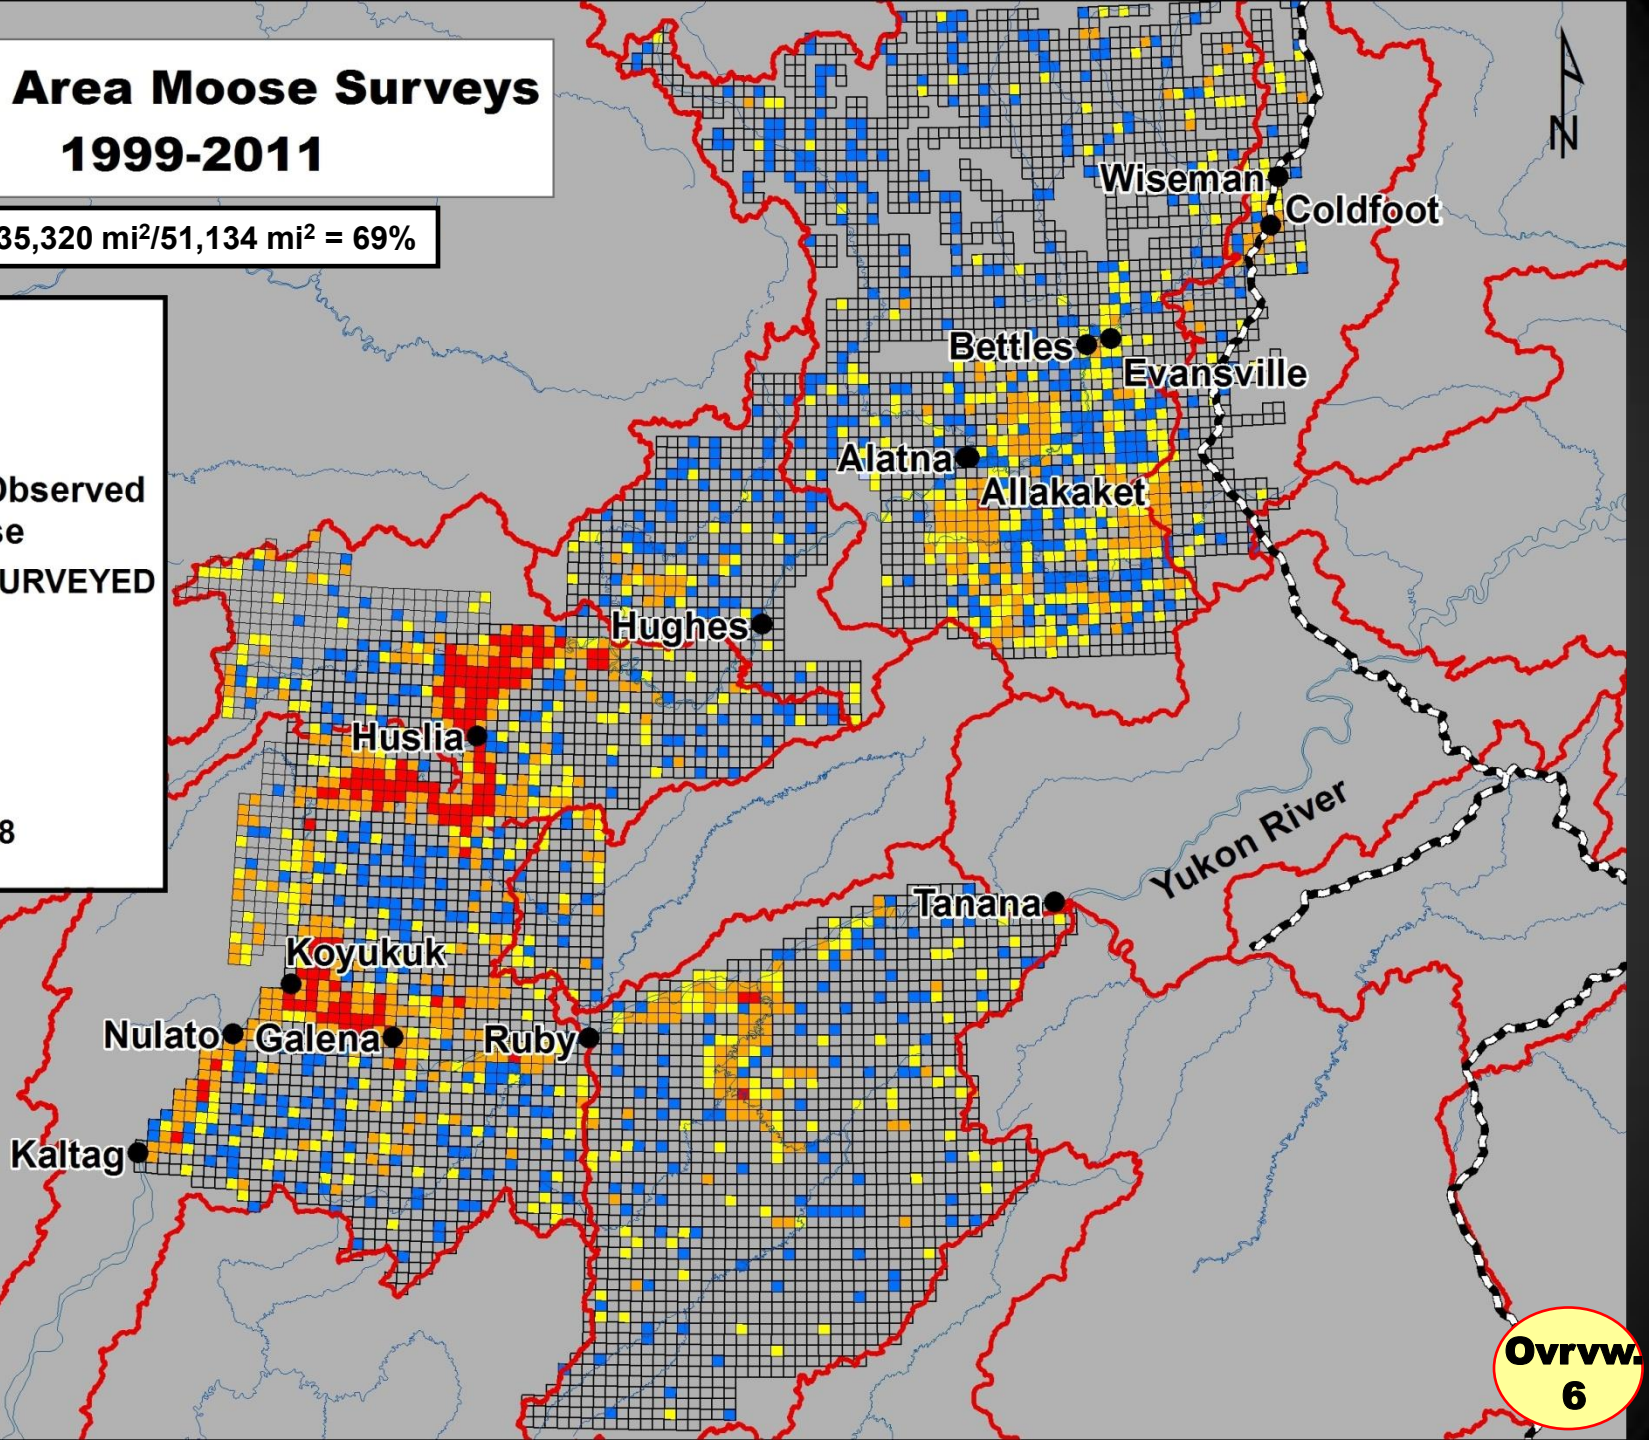 Area Moose Surveys
1999-2011
35,320 mi²/51,134 mi² = 69%
N
Wiseman
Coldfoot
Bettles
Evansville
Alatna
Allakaket
Observed
se
URVEYED
Hughes
Huslia
8
Yukon River
Tanana
Koyukuk
Nulato
Galena
Ruby
Kaltag
Ovrvw.
6